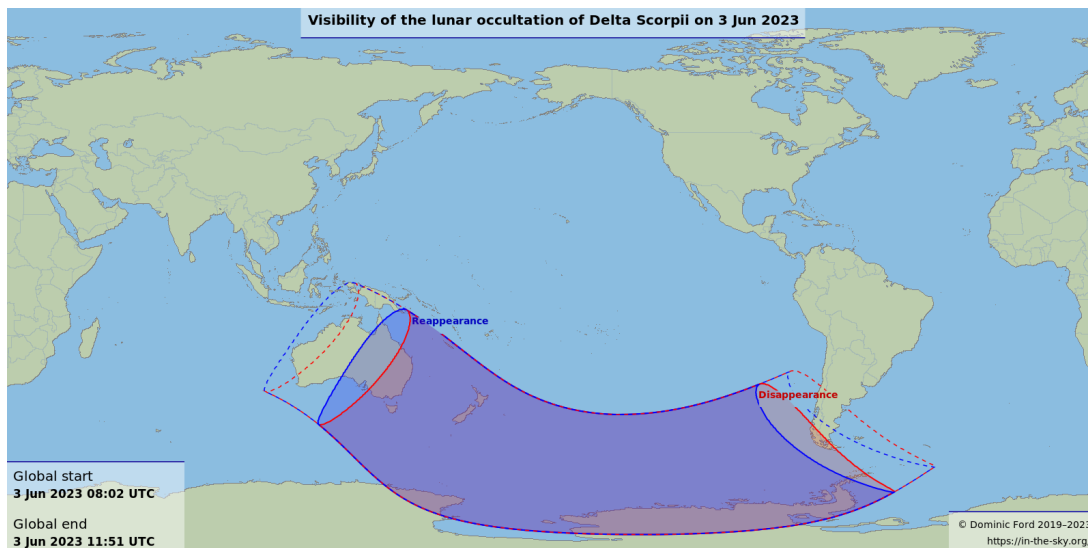 Visibility of the lunar occultation of Delta Scorpii on 3 Jun 2023
Reappearance
Disappearance
Global start
3 Jun 2023 08:02 UTC
Global end
3 Jun 2023 11:51 UTC
© Dominic Ford 2019–2023
https://in-the-sky.org